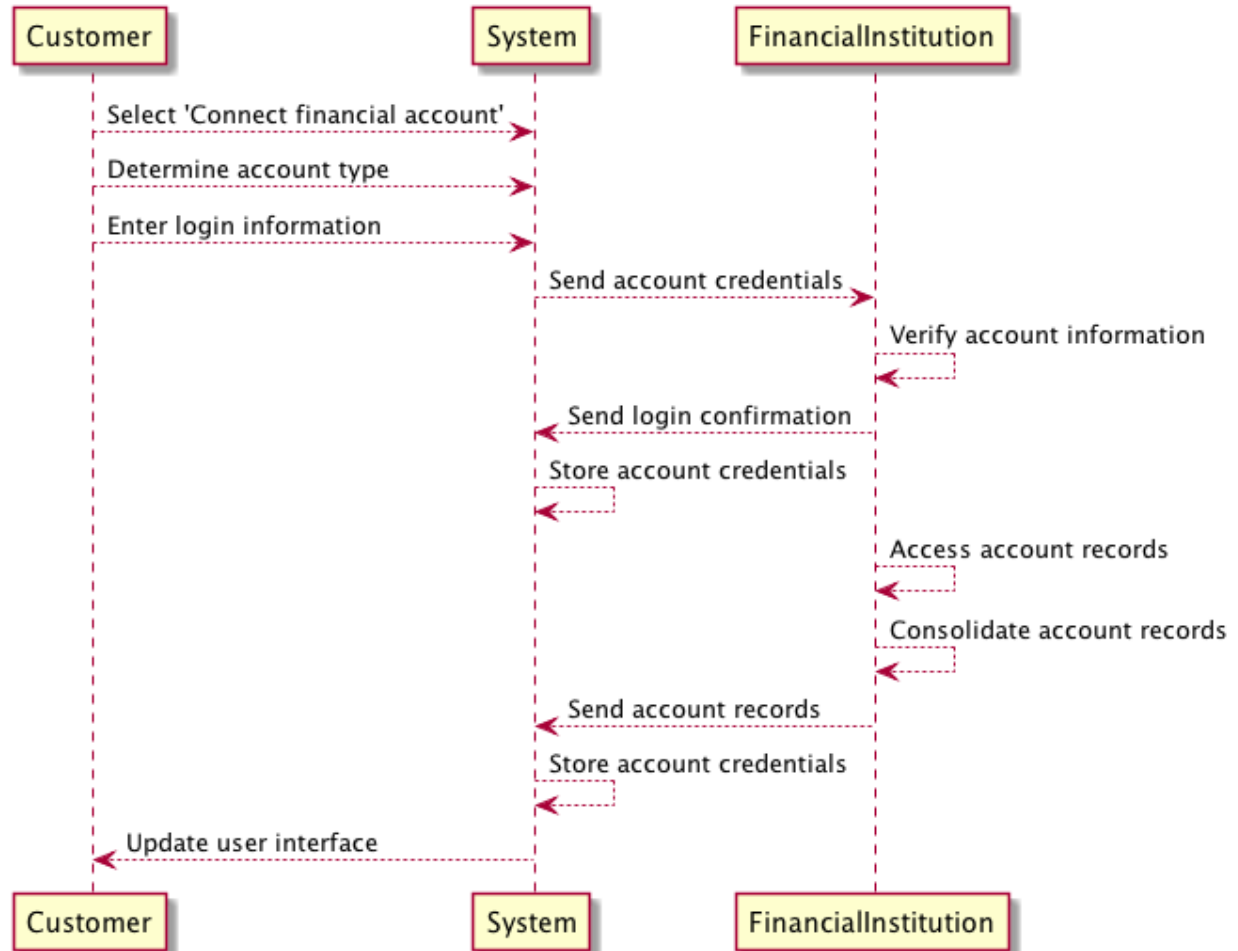 Customer
System
FinancialInstitution
Select 'Connect financial account'
Determine account type
Enter login information
Send account credentials
Verify account information
Send login confirmation
Store account credentials
Access account records
Consolidate account records
Send account records
Store account credentials
Update user interface
Customer
System
FinancialInstitution